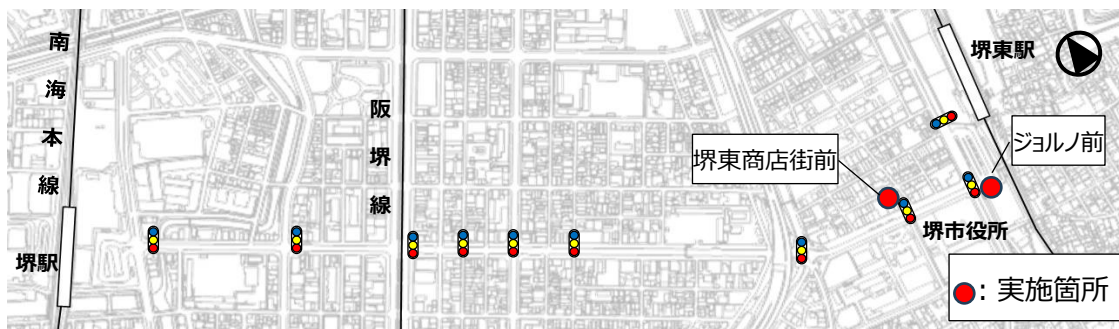 南海本線
阪堺線
堺東駅
ジョルノ前
堺東商店街前
堺市役所
堺駅
: 実施箇所